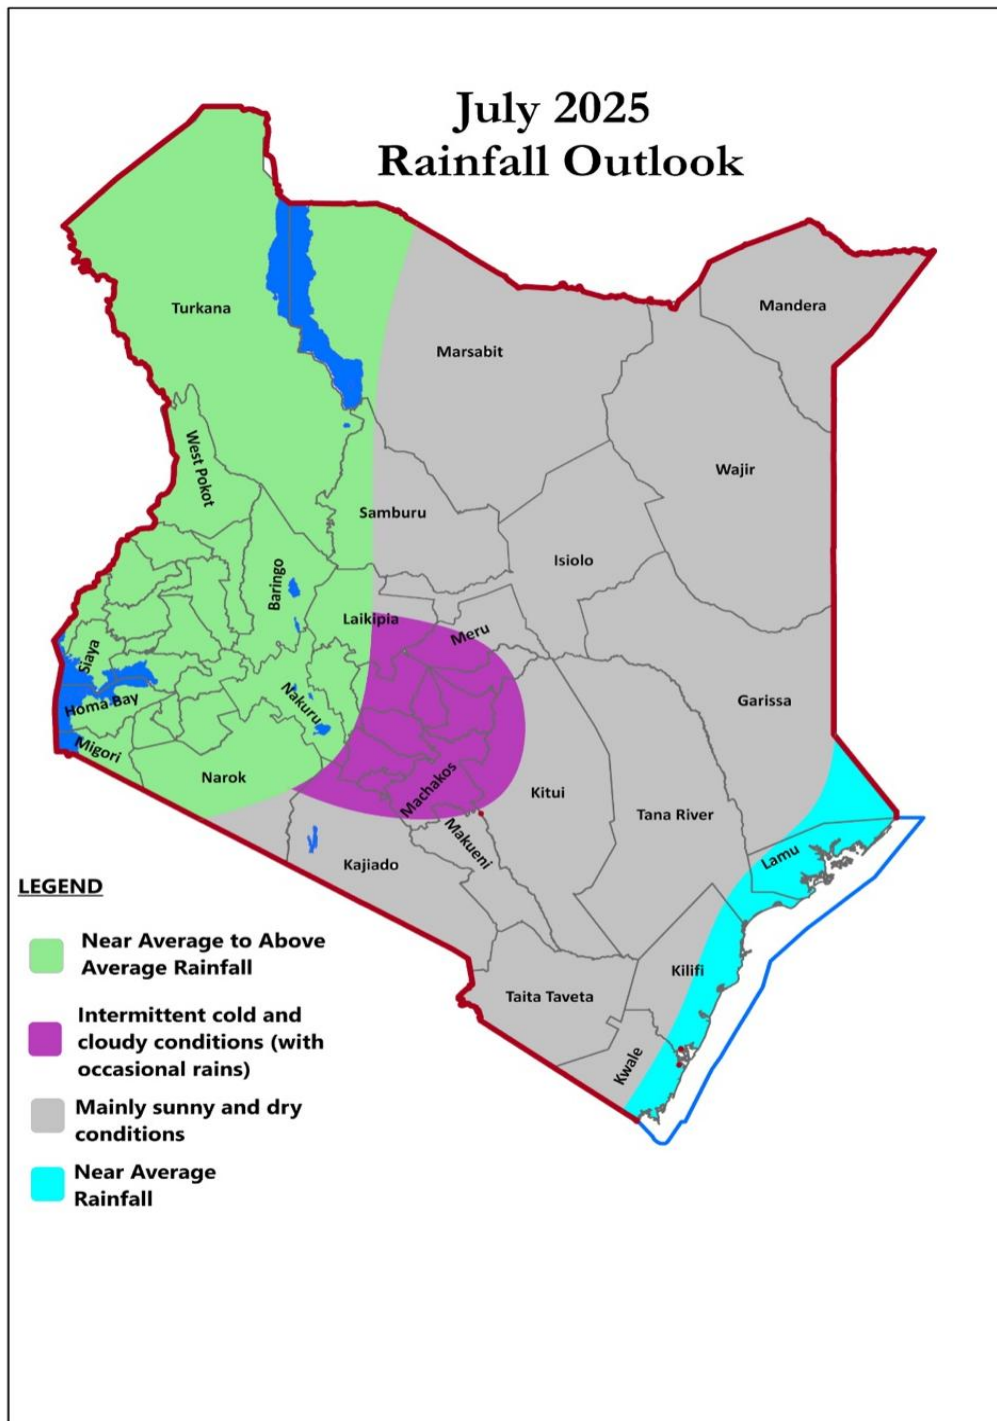 July 2025
Rainfall Outlook
Mandera
Turkana
Marsabit
West Pokot
Wajir
Samburu
Isiolo
Baringo
Laikipia
Meru
Siaya
Homa Bay
Nakuru
Garissa
Migori
Narok
Machakos
Kitui
Tana River
Makueni
Lamu
Kajiado
LEGEND
Near Average to Above
Average Rainfall
Kilifi
Taita Taveta
Intermittent cold and
cloudy conditions (with
occasional rains)
Kwale
Mainly sunny and dry
conditions
Near Average
Rainfall